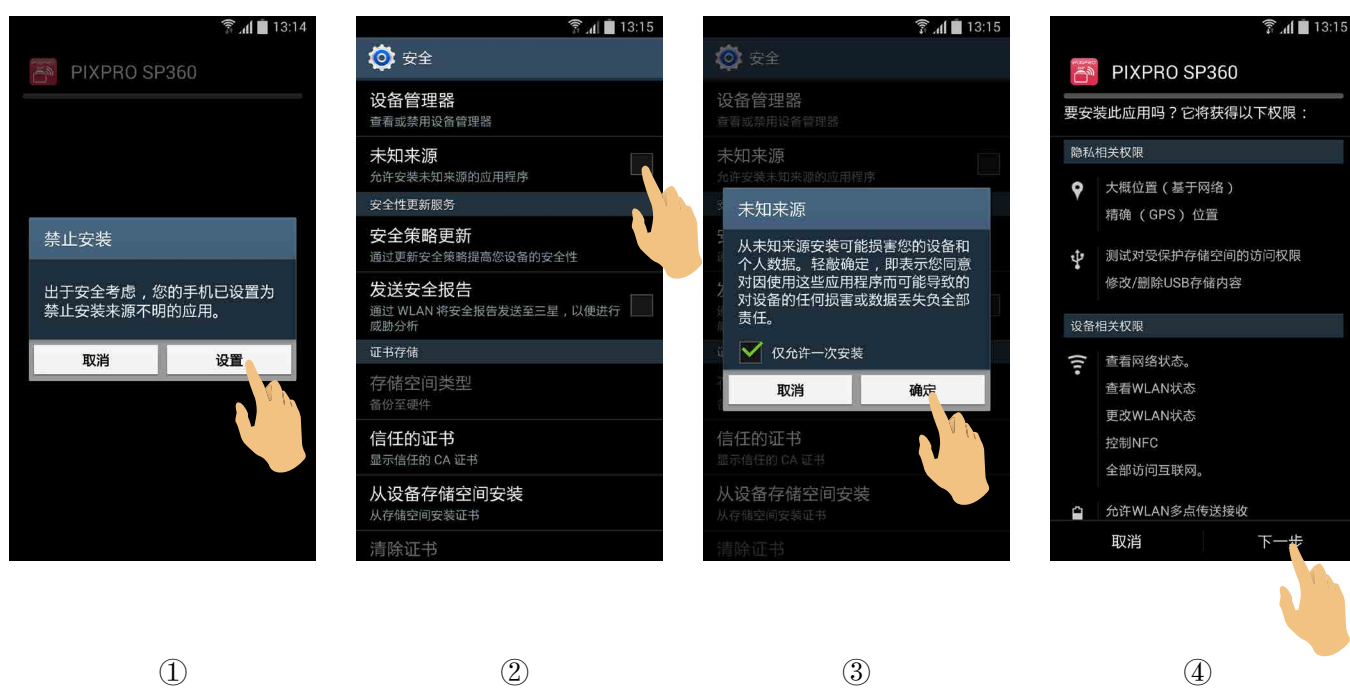 13:14
PIXPRO SP360
禁止安装
出于安全考虑，您的手机已设置为
禁止安装来源不明的应用。
取消 设置
①
13:15
安全
设备管理器
查看或禁用设备管理器
未知来源
允许安装未知来源的应用程序
安全性更新服务
安全策略更新
通过更新安全策略提高您设备的安全性
发送安全报告
通过 WLAN 将安全报告发送至三星，以便进行
威胁分析
证书存储
存储空间类型
备份至硬件
信任的证书
显示信任的 CA 证书
从设备存储空间安装
从存储空间安装证书
清除证书
②
13:15
安全
设备管理器
查看或禁用设备管理器
未知来源
允许安装未知来源的应用程序
未知来源
从未知来源安装可能损害您的设备和
个人数据。轻敲确定，即表示您同意
对因使用这些应用程序而可能导致的
对设备的任何损害或数据丢失负全部
责任。
仅允许一次安装
取消 确定
信任的证书
显示信任的 CA 证书
从设备存储空间安装
从存储空间安装证书
清除证书
③
13:15
PIXPRO SP360
要安装此应用吗？它将获得以下权限：
隐私相关权限
大概位置（基于网络）
精确 （GPS）位置
测试对受保护存储空间的访问权限
修改/删除USB存储内容
设备相关权限
查看网络状态。
查看WLAN状态
更改WLAN状态
控制NFC
全部访问互联网。
允许WLAN多点传送接收
取消 下一步
④